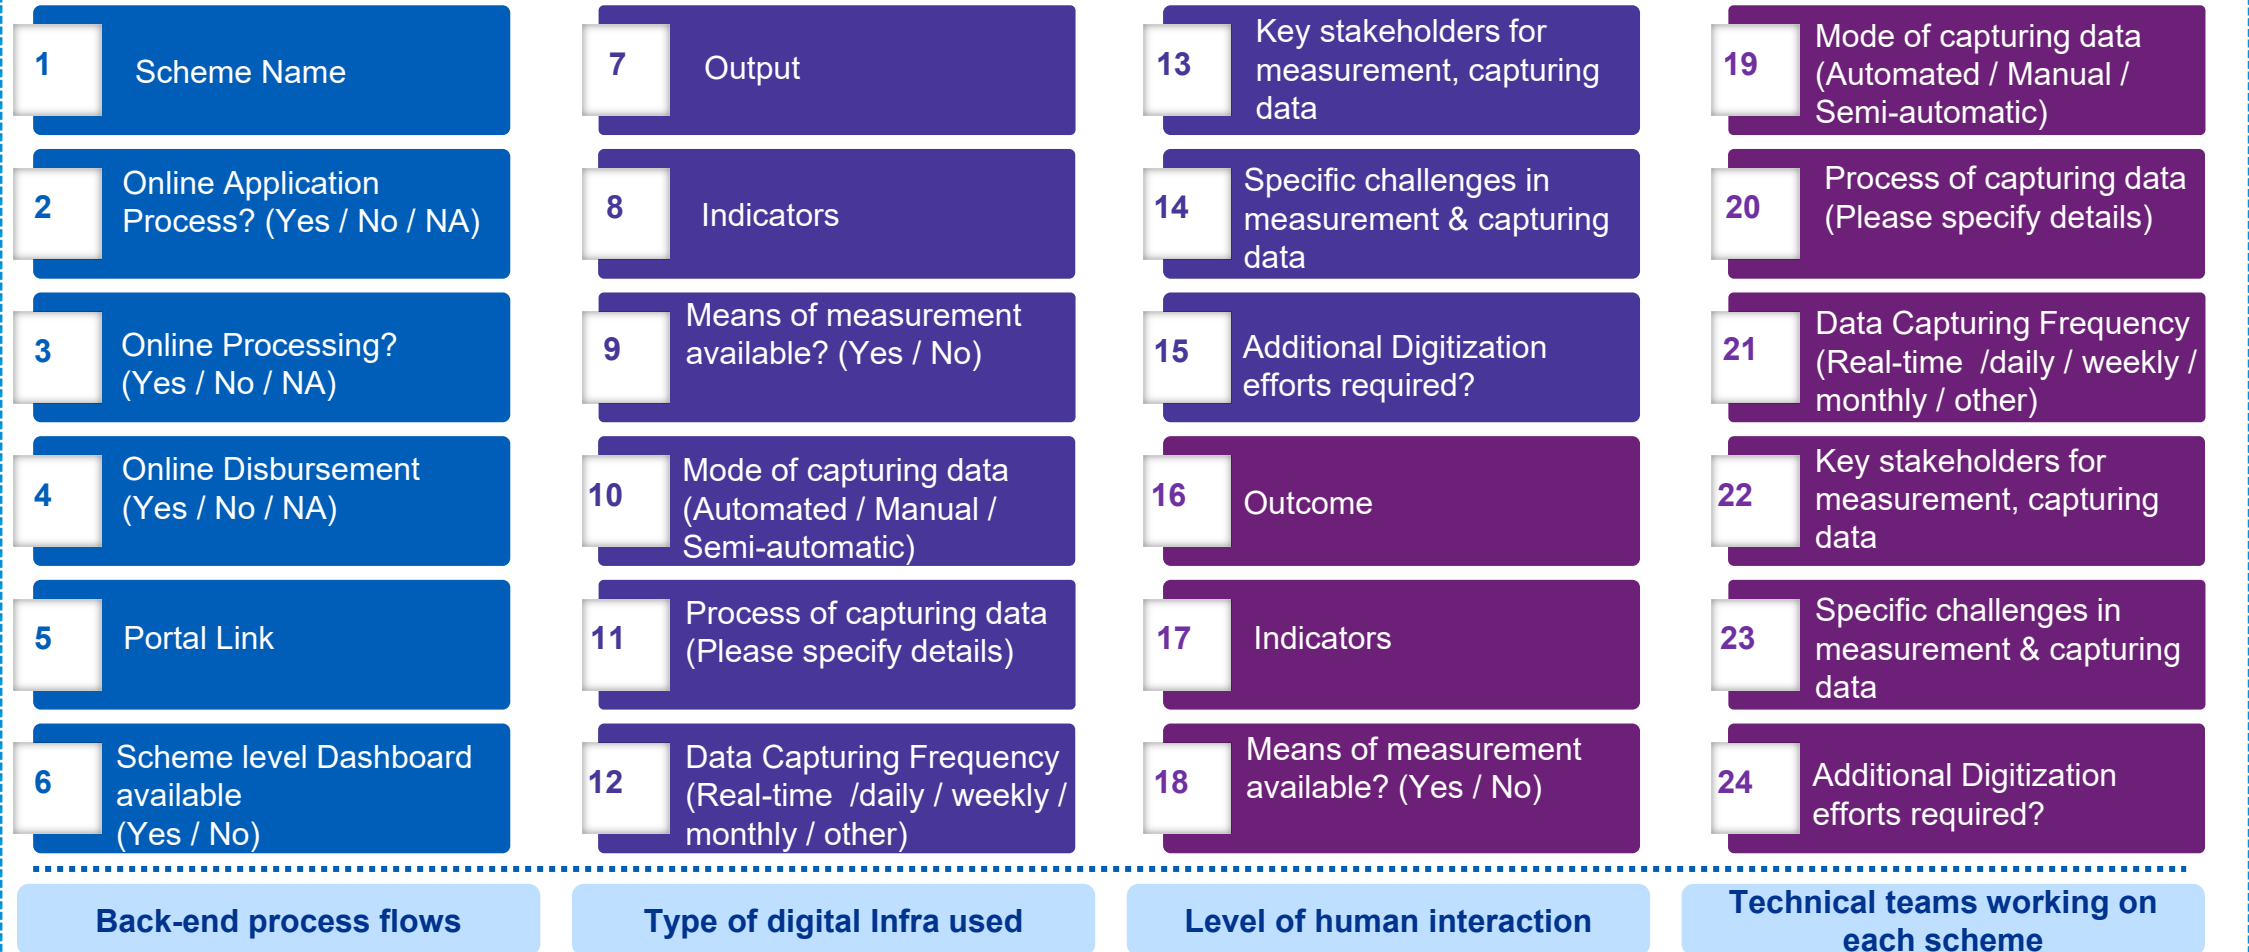 1
Scheme Name
2
Online Application
Process? (Yes / No / NA)
3
Online Processing?
(Yes / No / NA)
4
Online Disbursement
(Yes / No / NA)
5
Portal Link
6
Scheme level Dashboard
available
(Yes / No)
7
Output
8
Indicators
9
Means of measurement
available? (Yes / No)
10
Mode of capturing data
(Automated / Manual /
Semi-automatic)
11
Process of capturing data
(Please specify details)
12
Data Capturing Frequency
(Real-time  /daily / weekly /
monthly / other)
13
Key stakeholders for
measurement, capturing
data
14
Specific challenges in
measurement & capturing
data
15
Additional Digitization
efforts required?
16
Outcome
17
Indicators
18
Means of measurement
available? (Yes / No)
19
Mode of capturing data
(Automated / Manual /
Semi-automatic)
20
Process of capturing data
(Please specify details)
21
Data Capturing Frequency
(Real-time  /daily / weekly /
monthly / other)
22
Key stakeholders for
measurement, capturing
data
23
Specific challenges in
measurement & capturing
data
24
Additional Digitization
efforts required?
Back-end process flows
Type of digital Infra used
Level of human interaction
Technical teams working on
each scheme